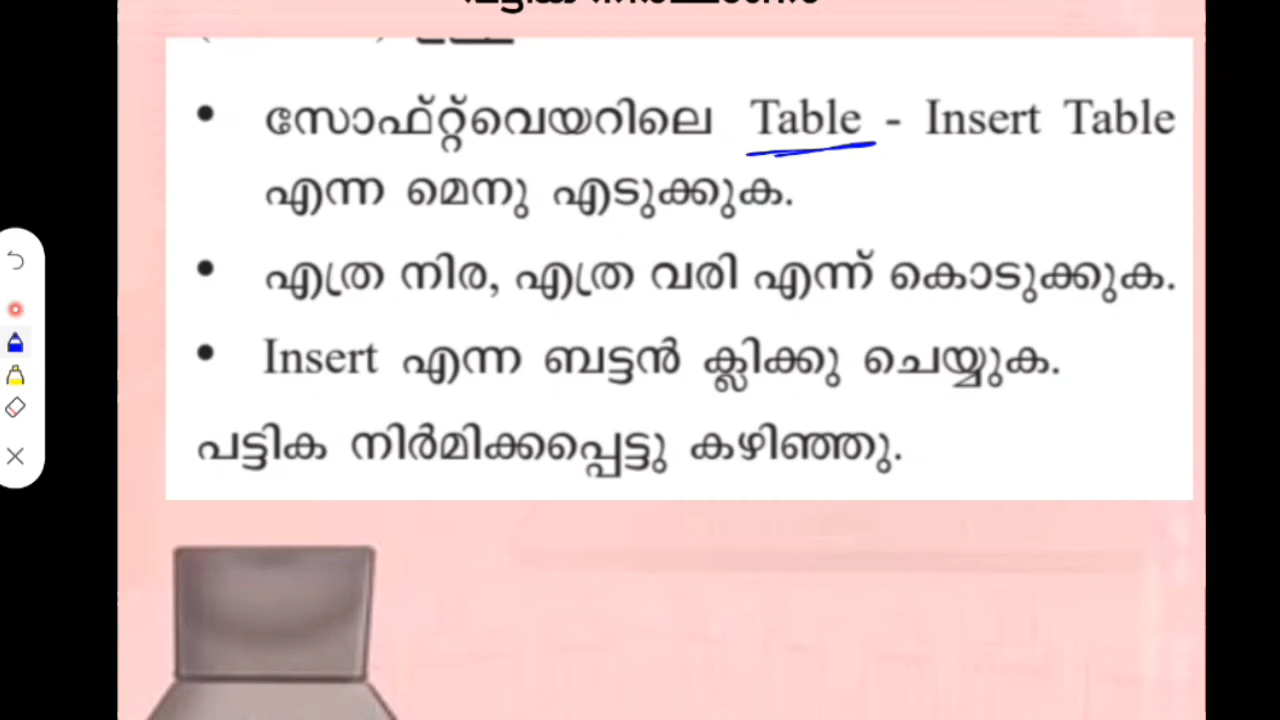 സോഫ്റ്റ്‌വെയറിലെ Table - Insert Table
എന്ന മെനു എടുക്കുക.
എത്ര നിര, എത്ര വരി എന്ന് കൊടുക്കുക.
Insert എന്ന ബട്ടൻ ക്ലിക്കു ചെയ്യുക.
പട്ടിക നിർമിക്കപ്പെട്ടു കഴിഞ്ഞു.